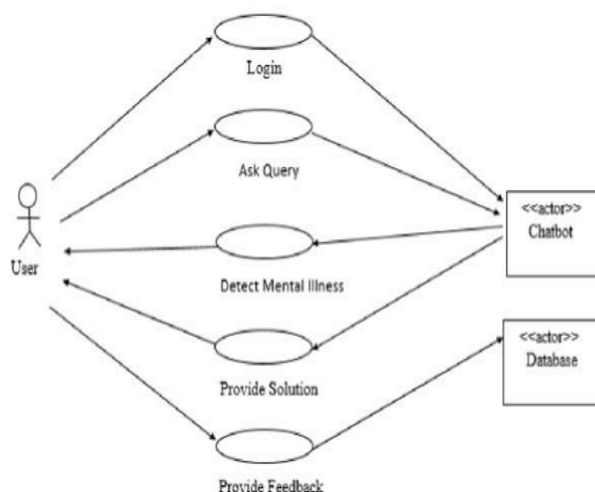 Login
Ask Query
<<actor>>
Chatbot
User
Detect Mental Illness
<<actor>>
Database
Provide Solution
Provide Feedback